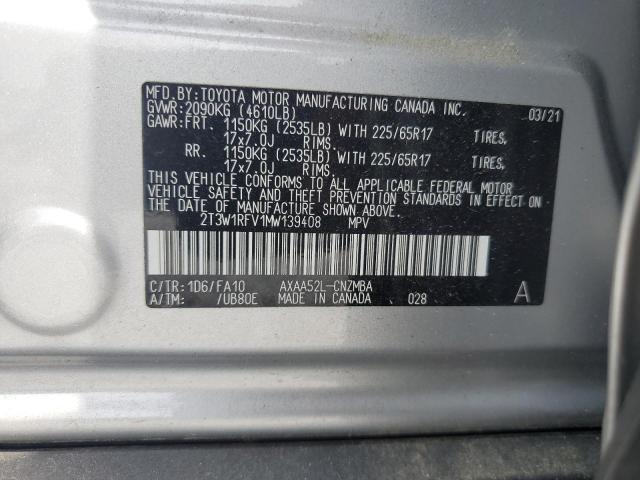 MFD.BY:TOYOTA MOTOR MANUFACTURING CANADA INC.
GVWR:2090KG (4610LB) 03/21
GAWR:FRT. 1150KG (2535LB) WITH 225/65R17 TIRES,
17x7.0J RIMS.
RR. 1150KG (2535LB) WITH 225/65R17 TIRES,
17x7.0J RIMS.
THIS VEHICLE CONFORMS TO ALL APPLICABLE FEDERAL MOTOR
VEHICLE SAFETY AND THEFT PREVENTION STANDARDS IN EFFECT ON
THE DATE OF MANUFACTURE SHOWN ABOVE.
2T3W1RFV1MW139408 MPV
C/TR:1D6/FA10 AXAA52L-CNZMBA
A/TM: /UB80E MADE IN CANADA 028 A